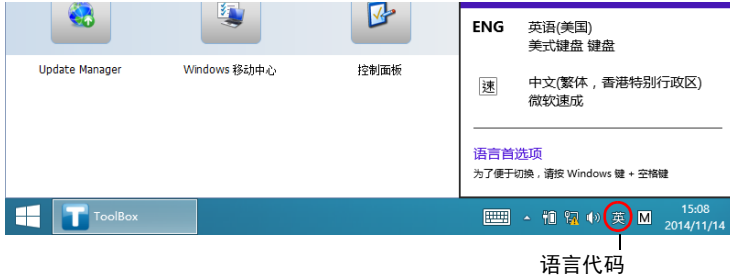 Update Manager
Windows 移动中心
控制面板
ENG 英语(美国)
美式键盘 键盘
速 中文(繁体，香港特别行政区)
微软速成
语言首选项
为了便于切换，请按 Windows 键 + 空格键
T ToolBox
英 M 15:08
2014/11/14
语言代码